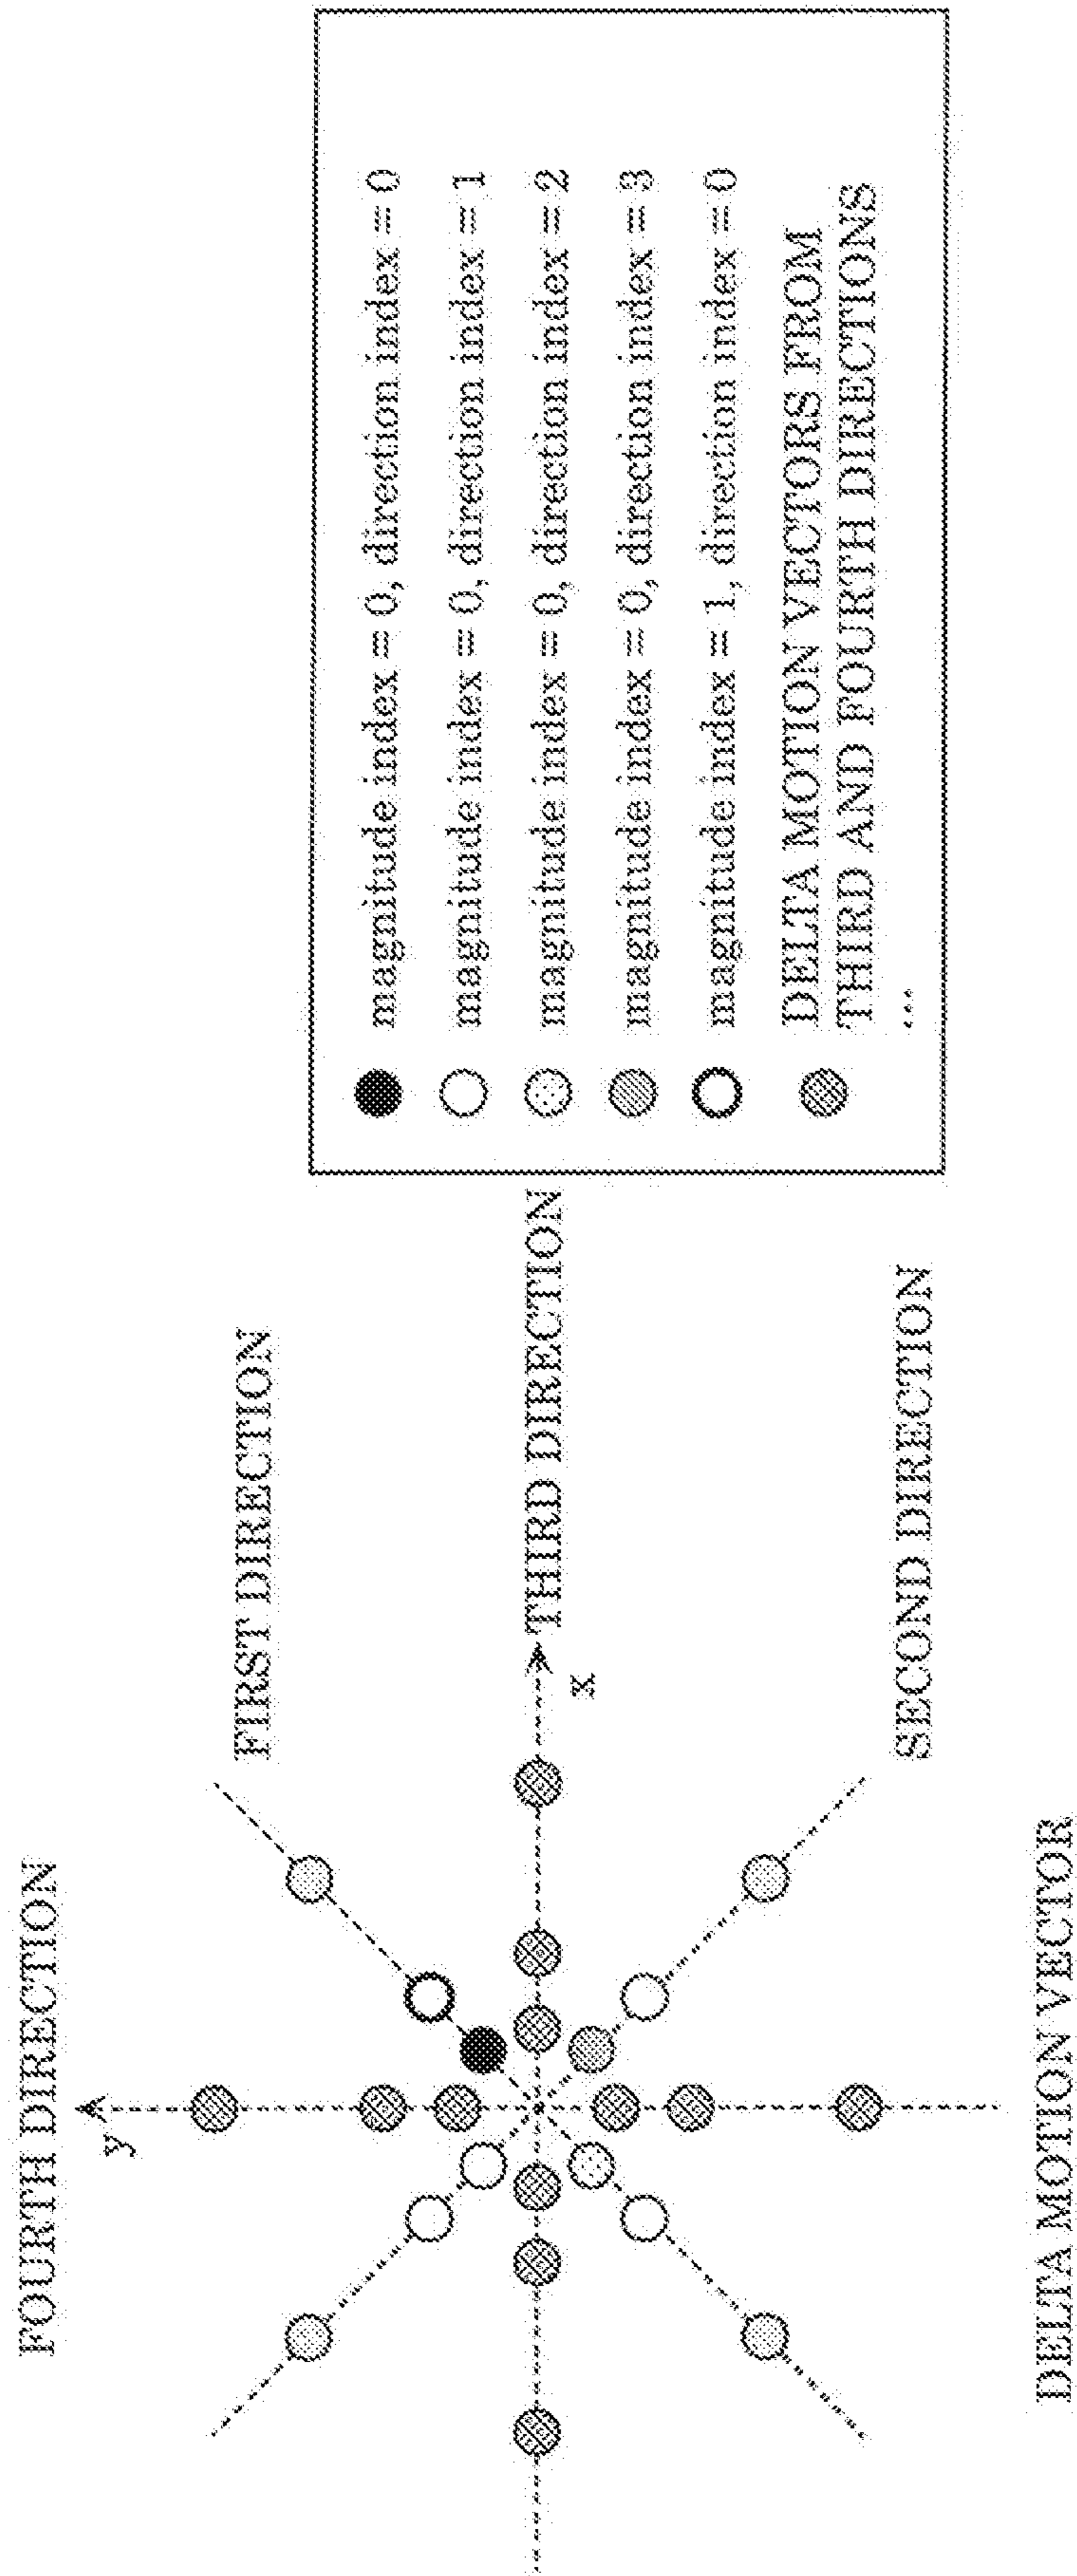 FOURTH DIRECTION
y
FIRST DIRECTION
x
THIRD DIRECTION
SECOND DIRECTION
DELTA MOTION VECTOR
magnitude index = 0, direction index = 0
magnitude index = 0, direction index = 1
magnitude index = 0, direction index = 2
magnitude index = 0, direction index = 3
magnitude index = 1, direction index = 0
DELTA MOTION VECTORS FROM
THIRD AND FOURTH DIRECTIONS
...